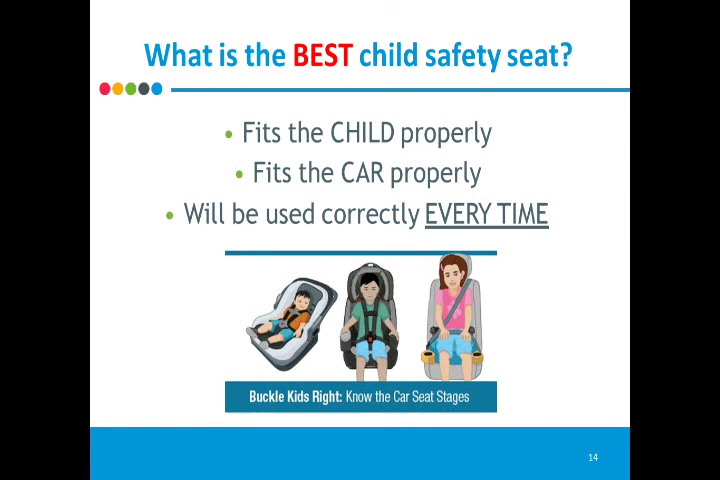 What is the BEST child safety seat?
• Fits the CHILD properly
• Fits the CAR properly
• Will be used correctly EVERY TIME
Buckle Kids Right: Know the Car Seat Stages
14